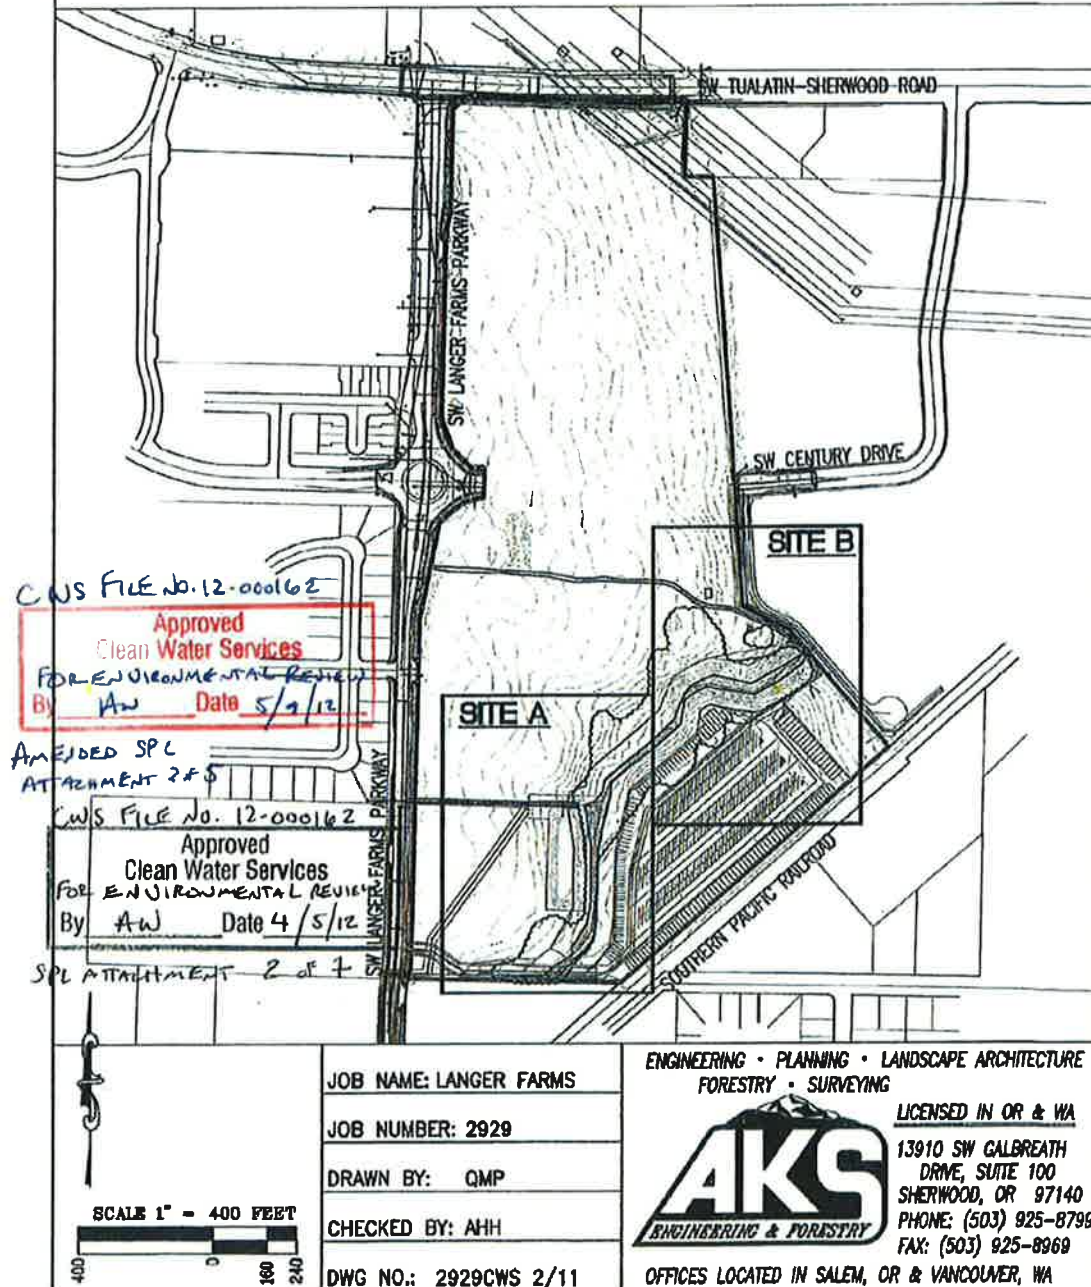 SW TUALATIN-SHERWOOD ROAD
SW LANGER FARMS PARKWAY
SW CENTURY DRIVE
SITE B
CWS FILE No. 12-000162
Approved
Clean Water Services
FOR ENVIRONMENTAL REVIEW
By AW Date 5/9/12
SITE A
AMENDED SPL
ATTACHMENT 2 of 5
CWS FILE No. 12-000162
Approved
Clean Water Services
FOR ENVIRONMENTAL REVIEW
By AW Date 4/5/12
SPL ATTACHMENT 2 of 7
SW LANGER FARMS PARKWAY
SOUTHERN PACIFIC RAILROAD
SCALE 1" = 400 FEET
400 0 160 240
JOB NAME: LANGER FARMS
JOB NUMBER: 2929
DRAWN BY: QMP
CHECKED BY: AHH
DWG NO.: 2929CWS 2/11
ENGINEERING • PLANNING • LANDSCAPE ARCHITECTURE
FORESTRY • SURVEYING
LICENSED IN OR & WA
AKS
ENGINEERING & FORESTRY
13910 SW GALBREATH
DRIVE, SUITE 100
SHERWOOD, OR 97140
PHONE: (503) 925-8799
FAX: (503) 925-8969
OFFICES LOCATED IN SALEM, OR & VANCOUVER, WA